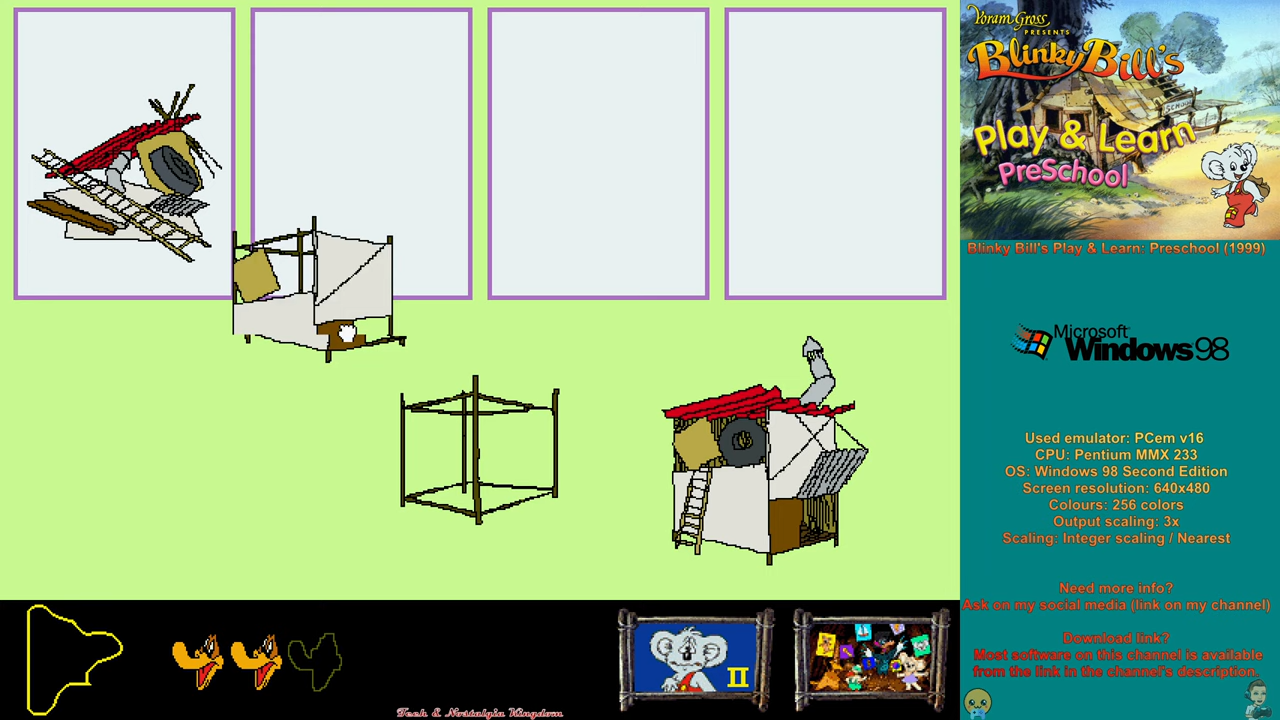 Yoram Gross
PRESENTS
Blinky Bill's
SCHOOL
Play & Learn
PreSchool
Blinky Bill's Play & Learn: Preschool (1999)
Microsoft
Windows 98
Used emulator: PCem v16
CPU: Pentium MMX 233
OS: Windows 98 Second Edition
Screen resolution: 640x480
Colours: 256 colors
Output scaling: 3x
Scaling: Integer scaling / Nearest
Need more info?
Ask on my social media (link on my channel)
Download link?
Most software on this channel is available
from the link in the channel's description.
II
Tech & Nostalgia Kingdom